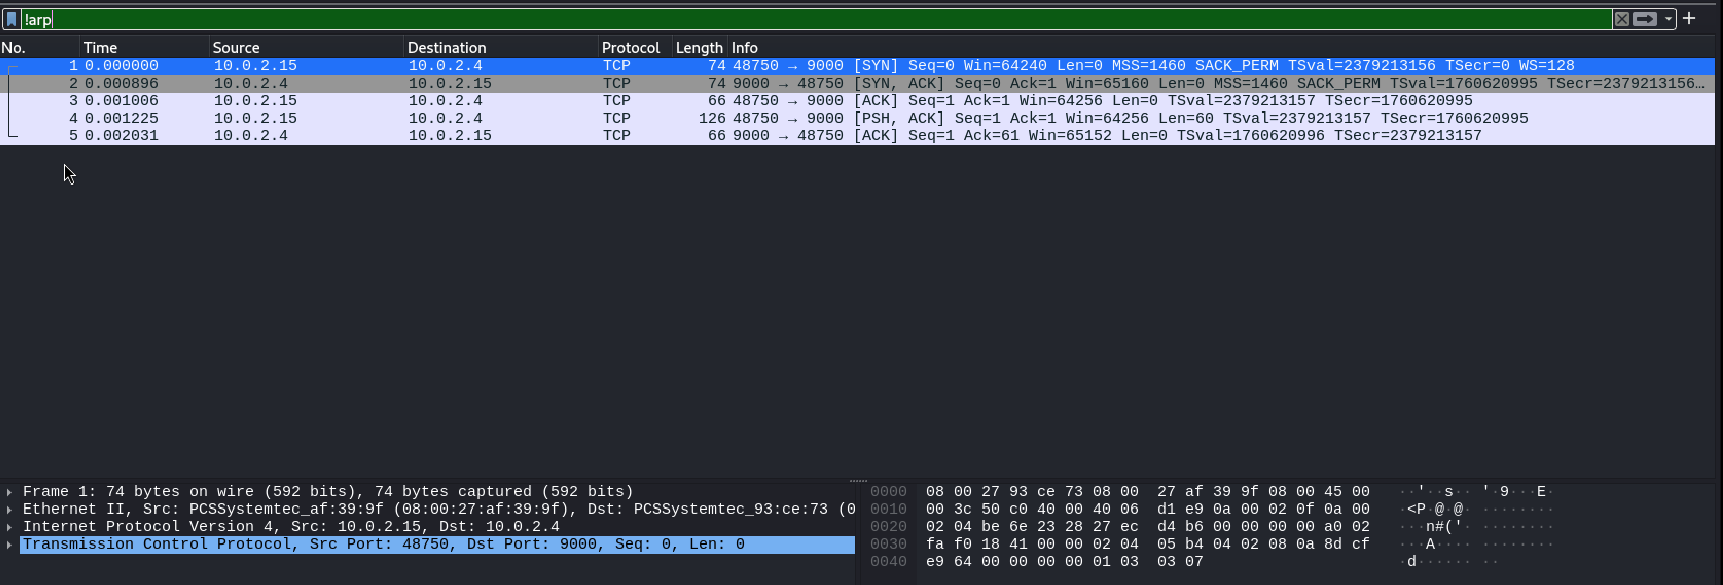 !arp
No. Time Source Destination Protocol Length Info
1 0.000000 10.0.2.15 10.0.2.4 TCP 74 48750 → 9000 [SYN] Seq=0 Win=64240 Len=0 MSS=1460 SACK_PERM TSval=2379213156 TSecr=0 WS=128
2 0.000896 10.0.2.4 10.0.2.15 TCP 74 9000 → 48750 [SYN, ACK] Seq=0 Ack=1 Win=65160 Len=0 MSS=1460 SACK_PERM TSval=1760620995 TSecr=2379213156…
3 0.001006 10.0.2.15 10.0.2.4 TCP 66 48750 → 9000 [ACK] Seq=1 Ack=1 Win=64256 Len=0 TSval=2379213157 TSecr=1760620995
4 0.001225 10.0.2.15 10.0.2.4 TCP 126 48750 → 9000 [PSH, ACK] Seq=1 Ack=1 Win=64256 Len=60 TSval=2379213157 TSecr=1760620995
5 0.002031 10.0.2.4 10.0.2.15 TCP 66 9000 → 48750 [ACK] Seq=1 Ack=61 Win=65152 Len=0 TSval=1760620996 TSecr=2379213157
Frame 1: 74 bytes on wire (592 bits), 74 bytes captured (592 bits)
Ethernet II, Src: PCSSystemtec_af:39:9f (08:00:27:af:39:9f), Dst: PCSSystemtec_93:ce:73 (0
Internet Protocol Version 4, Src: 10.0.2.15, Dst: 10.0.2.4
Transmission Control Protocol, Src Port: 48750, Dst Port: 9000, Seq: 0, Len: 0
0000 08 00 27 93 ce 73 08 00 27 af 39 9f 08 00 45 00 ··'··s·· '·9···E·
0010 00 3c 50 c0 40 00 40 06 d1 e9 0a 00 02 0f 0a 00 ·<P·@·@· ········
0020 02 04 be 6e 23 28 27 ec d4 b6 00 00 00 00 a0 02 ···n#('· ········
0030 fa f0 18 41 00 00 02 04 05 b4 04 02 08 0a 8d cf ···A···· ········
0040 e9 64 00 00 00 00 01 03 03 07 ·d······ ··